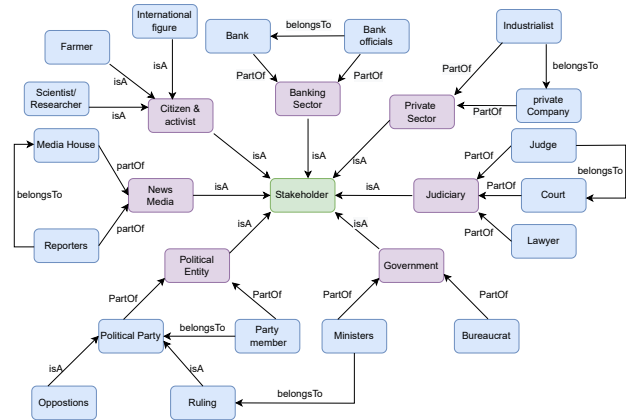 International
figure
Farmer
isA
isA
Scientist/
Researcher
isA
Citizen &
activist
Bank
belongsTo
Bank
officials
PartOf
PartOf
Banking
Sector
Industrialist
PartOf
belongsTo
Private
Sector
PartOf
private
Company
isA
isA
isA
Media House
partOf
belongsTo
News
Media
isA
Reporters
partOf
Stakeholder
isA
Judiciary
PartOf
Judge
belongsTo
PartOf
Court
PartOf
Lawyer
isA
Political
Entity
isA
Government
PartOf
PartOf
PartOf
PartOf
Political Party
belongsTo
Party
member
Ministers
Bureaucrat
isA
isA
Oppostions
Ruling
belongsTo